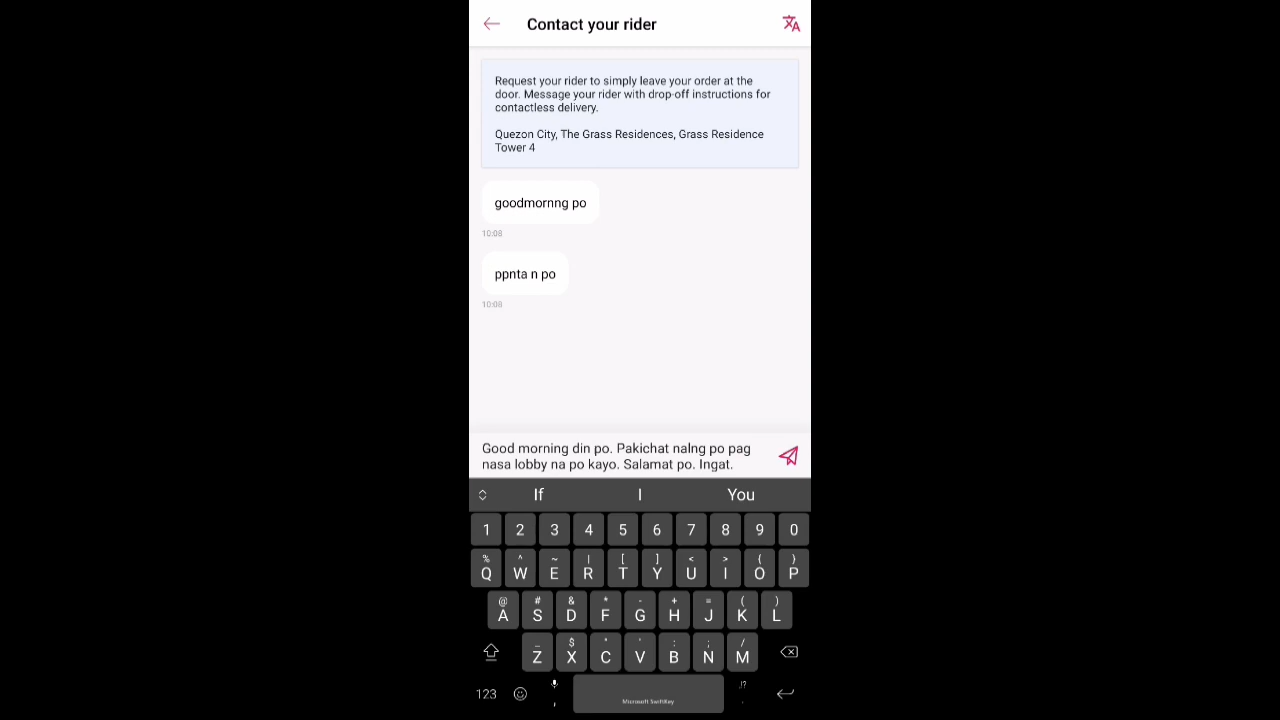 Contact your rider
Request your rider to simply leave your order at the
door. Message your rider with drop-off instructions for
contactless delivery.
Quezon City, The Grass Residences, Grass Residence
Tower 4
goodmornng po
10:08
ppnta n po
10:08
Good morning din po. Pakichat nalng po pag
nasa lobby na po kayo. Salamat po. Ingat.
If I You
1 2 3 4 5 6 7 8 9 0
% ^ ~ | [ ] < > { }
Q W E R T Y U I O P
@ # & * - + = ( )
A S D F G H J K L
_ $ " ' : ; /
Z X C V B N M
123 , Microsoft SwiftKey .!?